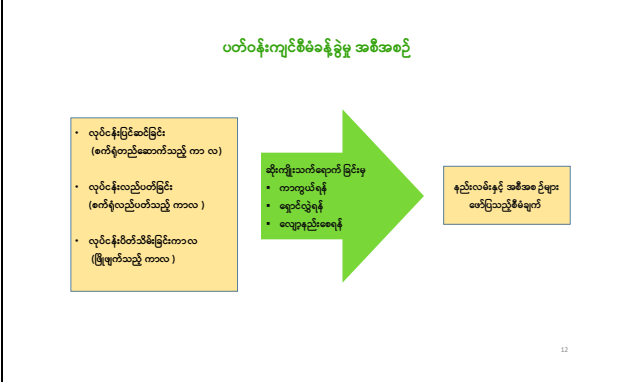 ပတ်ဝန်းကျင်စီမံခန့်ခွဲမှု အစီအစဉ်
• လုပ်ငန်းပြင်ဆင်ခြင်း
(စက်ရုံတည်ဆောက်သည့် ကာ လ)
• လုပ်ငန်းလည်ပတ်ခြင်း
(စက်ရုံလည်ပတ်သည့် ကာလ )
• လုပ်ငန်းပိတ်သိမ်းခြင်းကာလ
(ဖြိုဖျက်သည့် ကာလ )
ဆိုးကျိုးသက်ရောက် ခြင်းမှ
▪ ကာကွယ်ရန်
▪ ရှောင်လွှဲရန်
▪ လျော့နည်းစေရန်
နည်းလမ်းနှင့် အစီအစဉ်များ
ဖော်ပြသည့်စီမံချက်
12